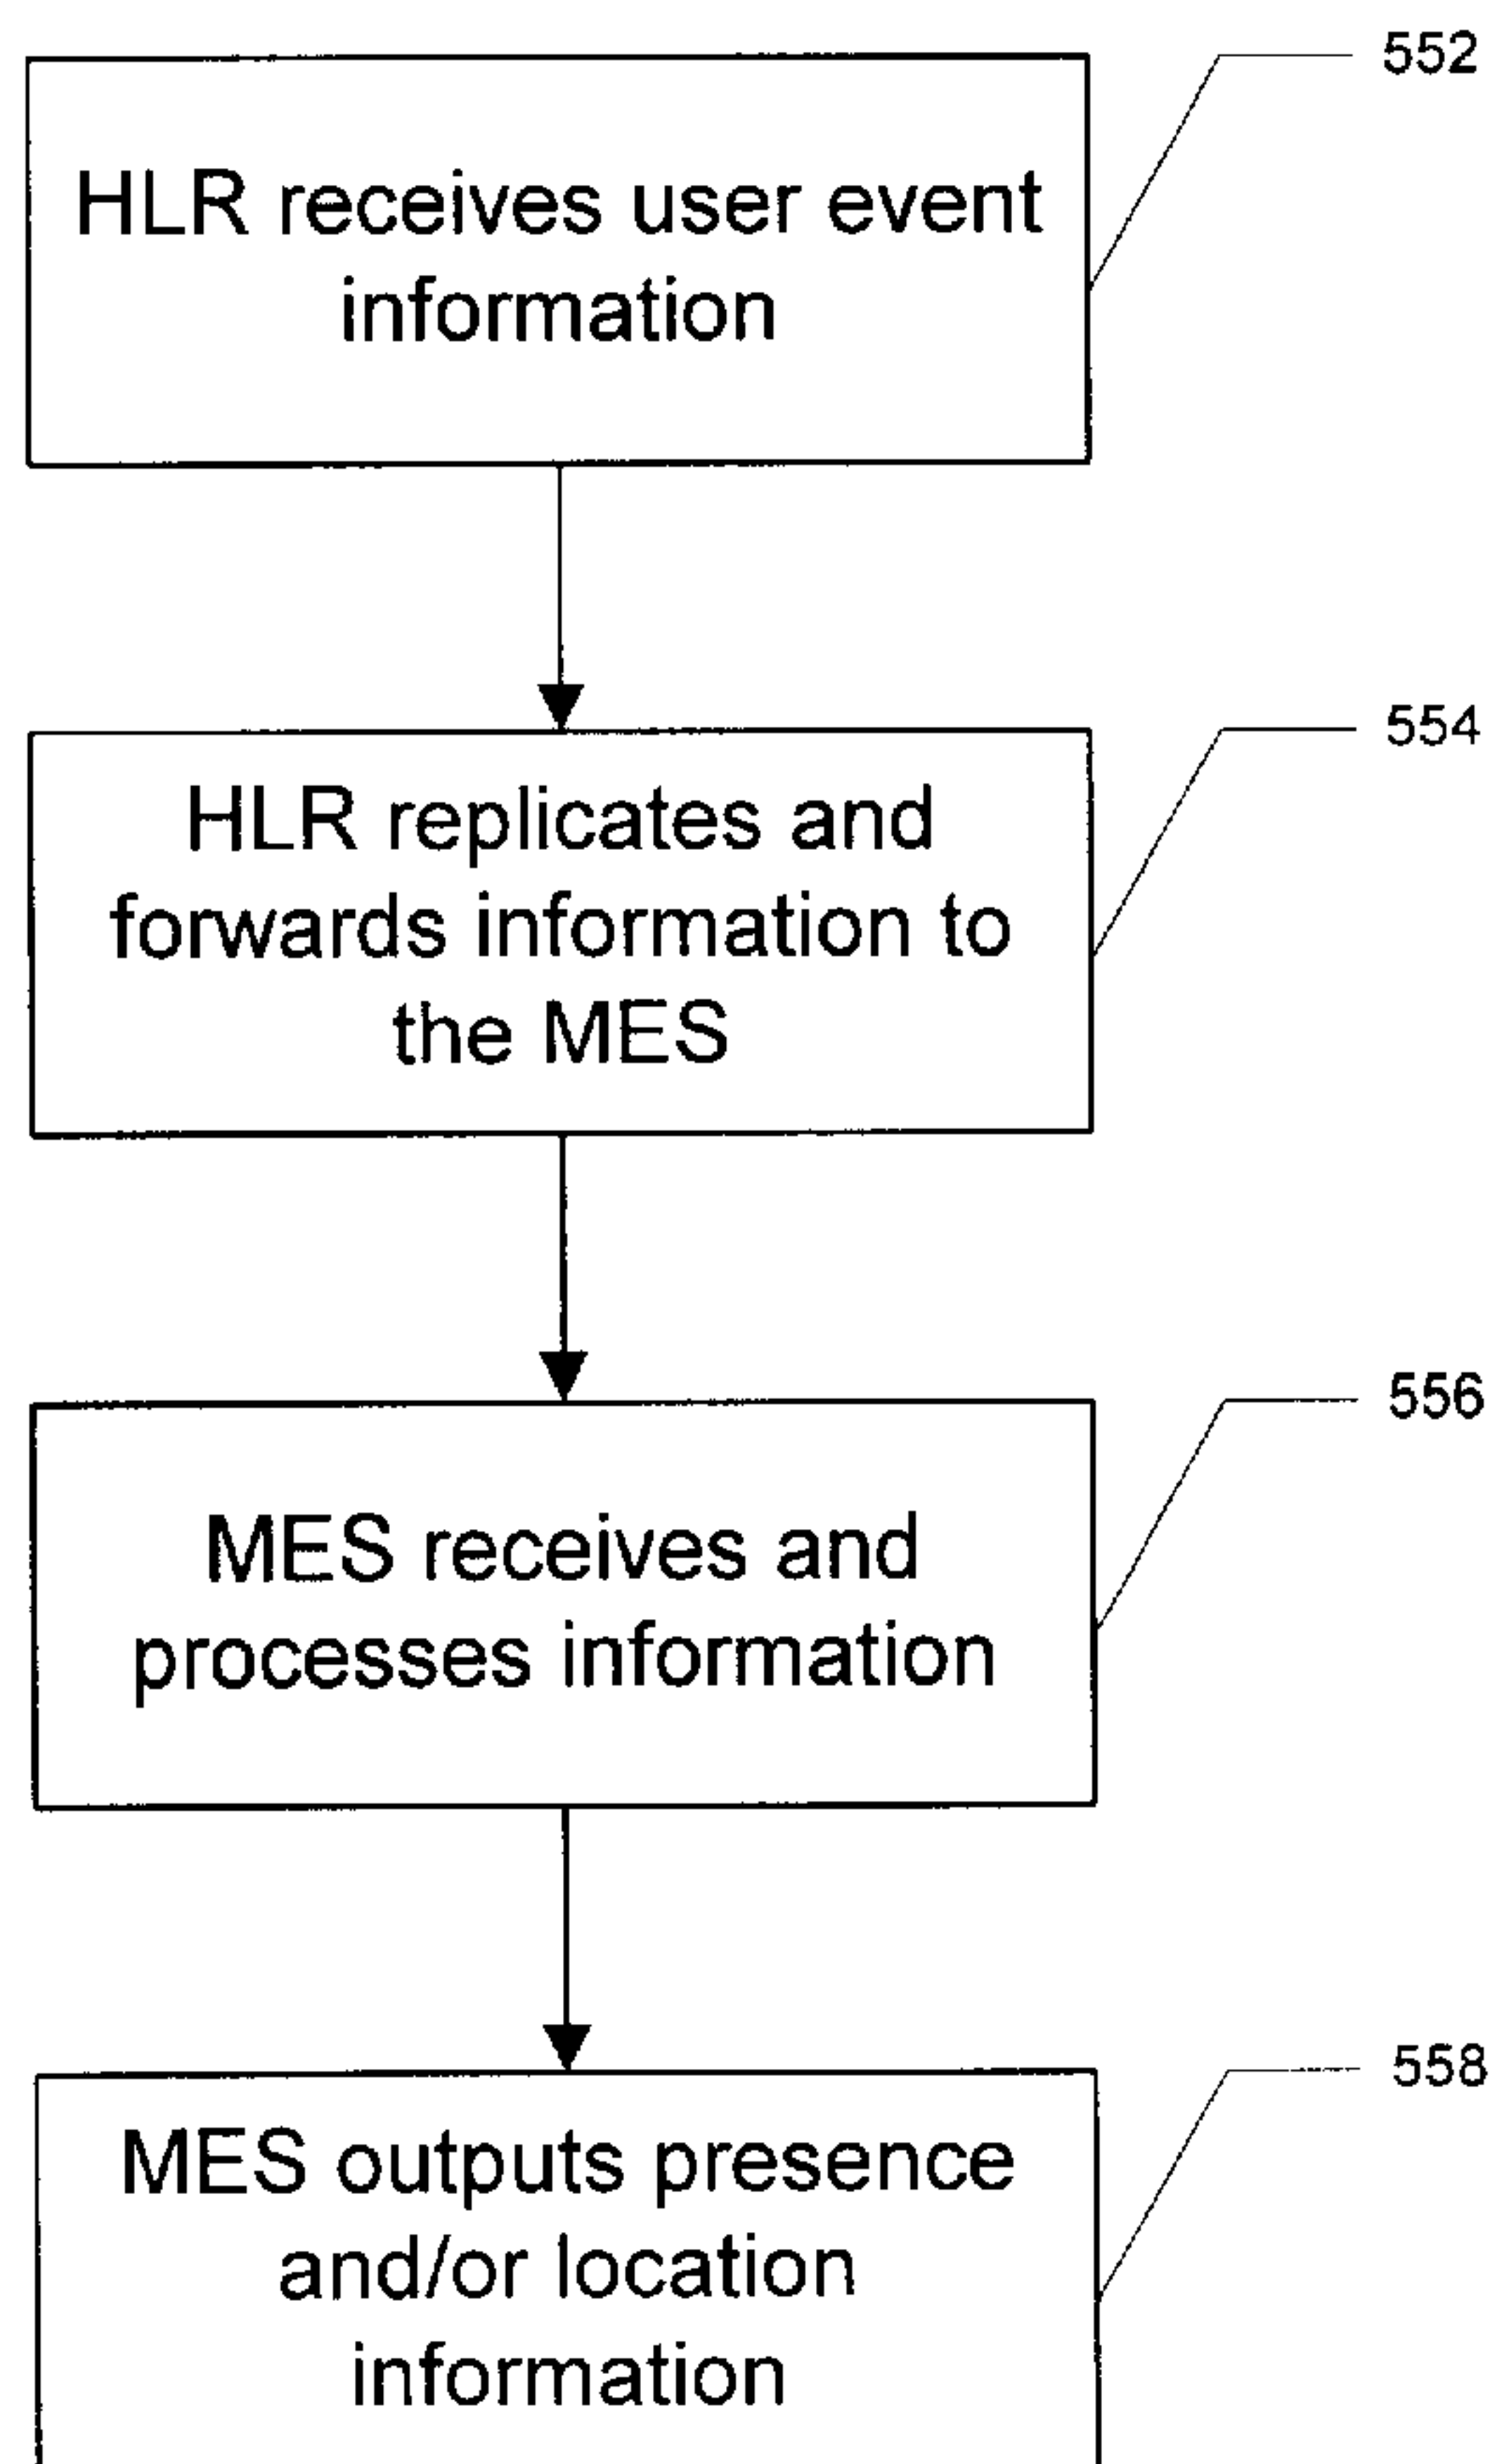 552
HLR receives user event
information
554
HLR replicates and
forwards information to
the MES
556
MES receives and
processes information
558
MES outputs presence
and/or location
information